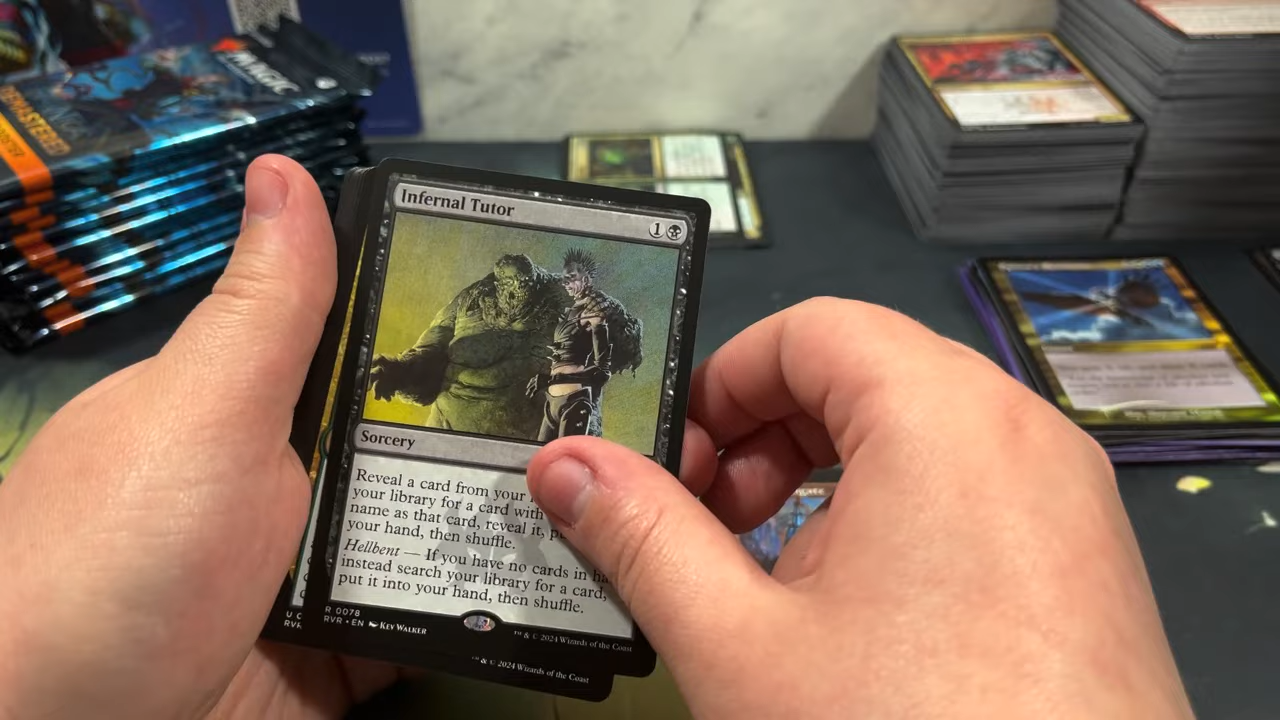 MAGIC
REMASTERED
Infernal Tutor
1
Sorcery
Reveal a card from your
your library for a card with
name as that card, reveal it,
your hand, then shuffle.
Hellbent — If you have no cards in
instead search your library for a card,
put it into your hand, then shuffle.
R 0078
RVR • EN KEV WALKER
™ & © 2024 Wizards of the Coast
U
RVR
™ & © 2024 Wizards of the Coast